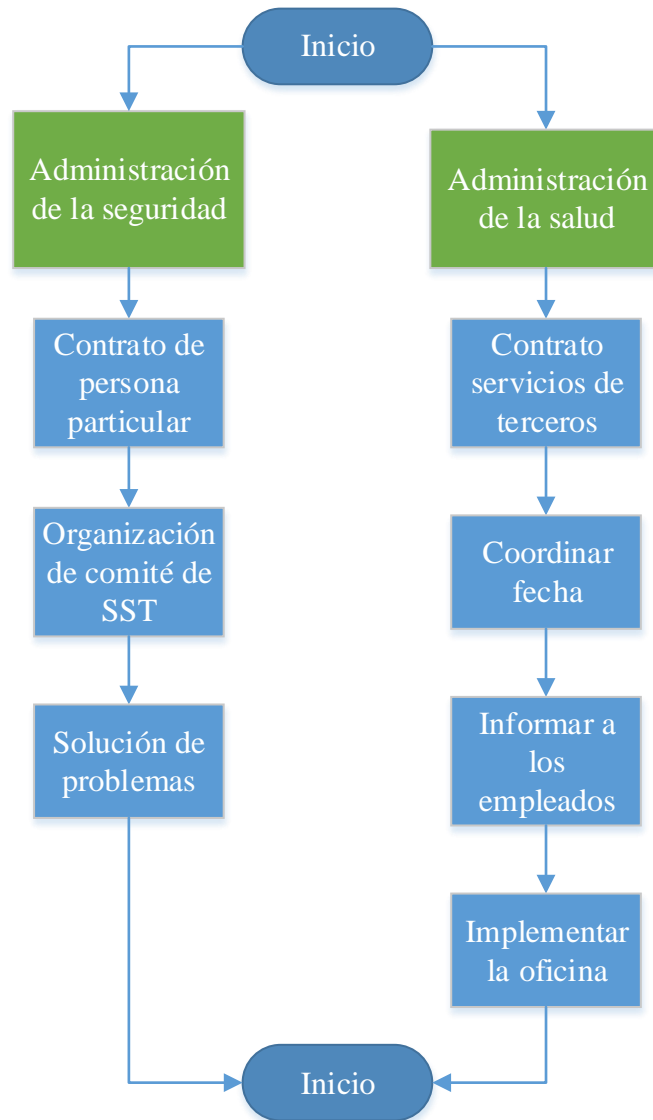 Inicio
Administración
de la seguridad
Administración
de la salud
Contrato de
persona
particular
Contrato
servicios de
terceros
Organización
de comité de
SST
Coordinar
fecha
Solución de
problemas
Informar a
los
empleados
Implementar
la oficina
Inicio